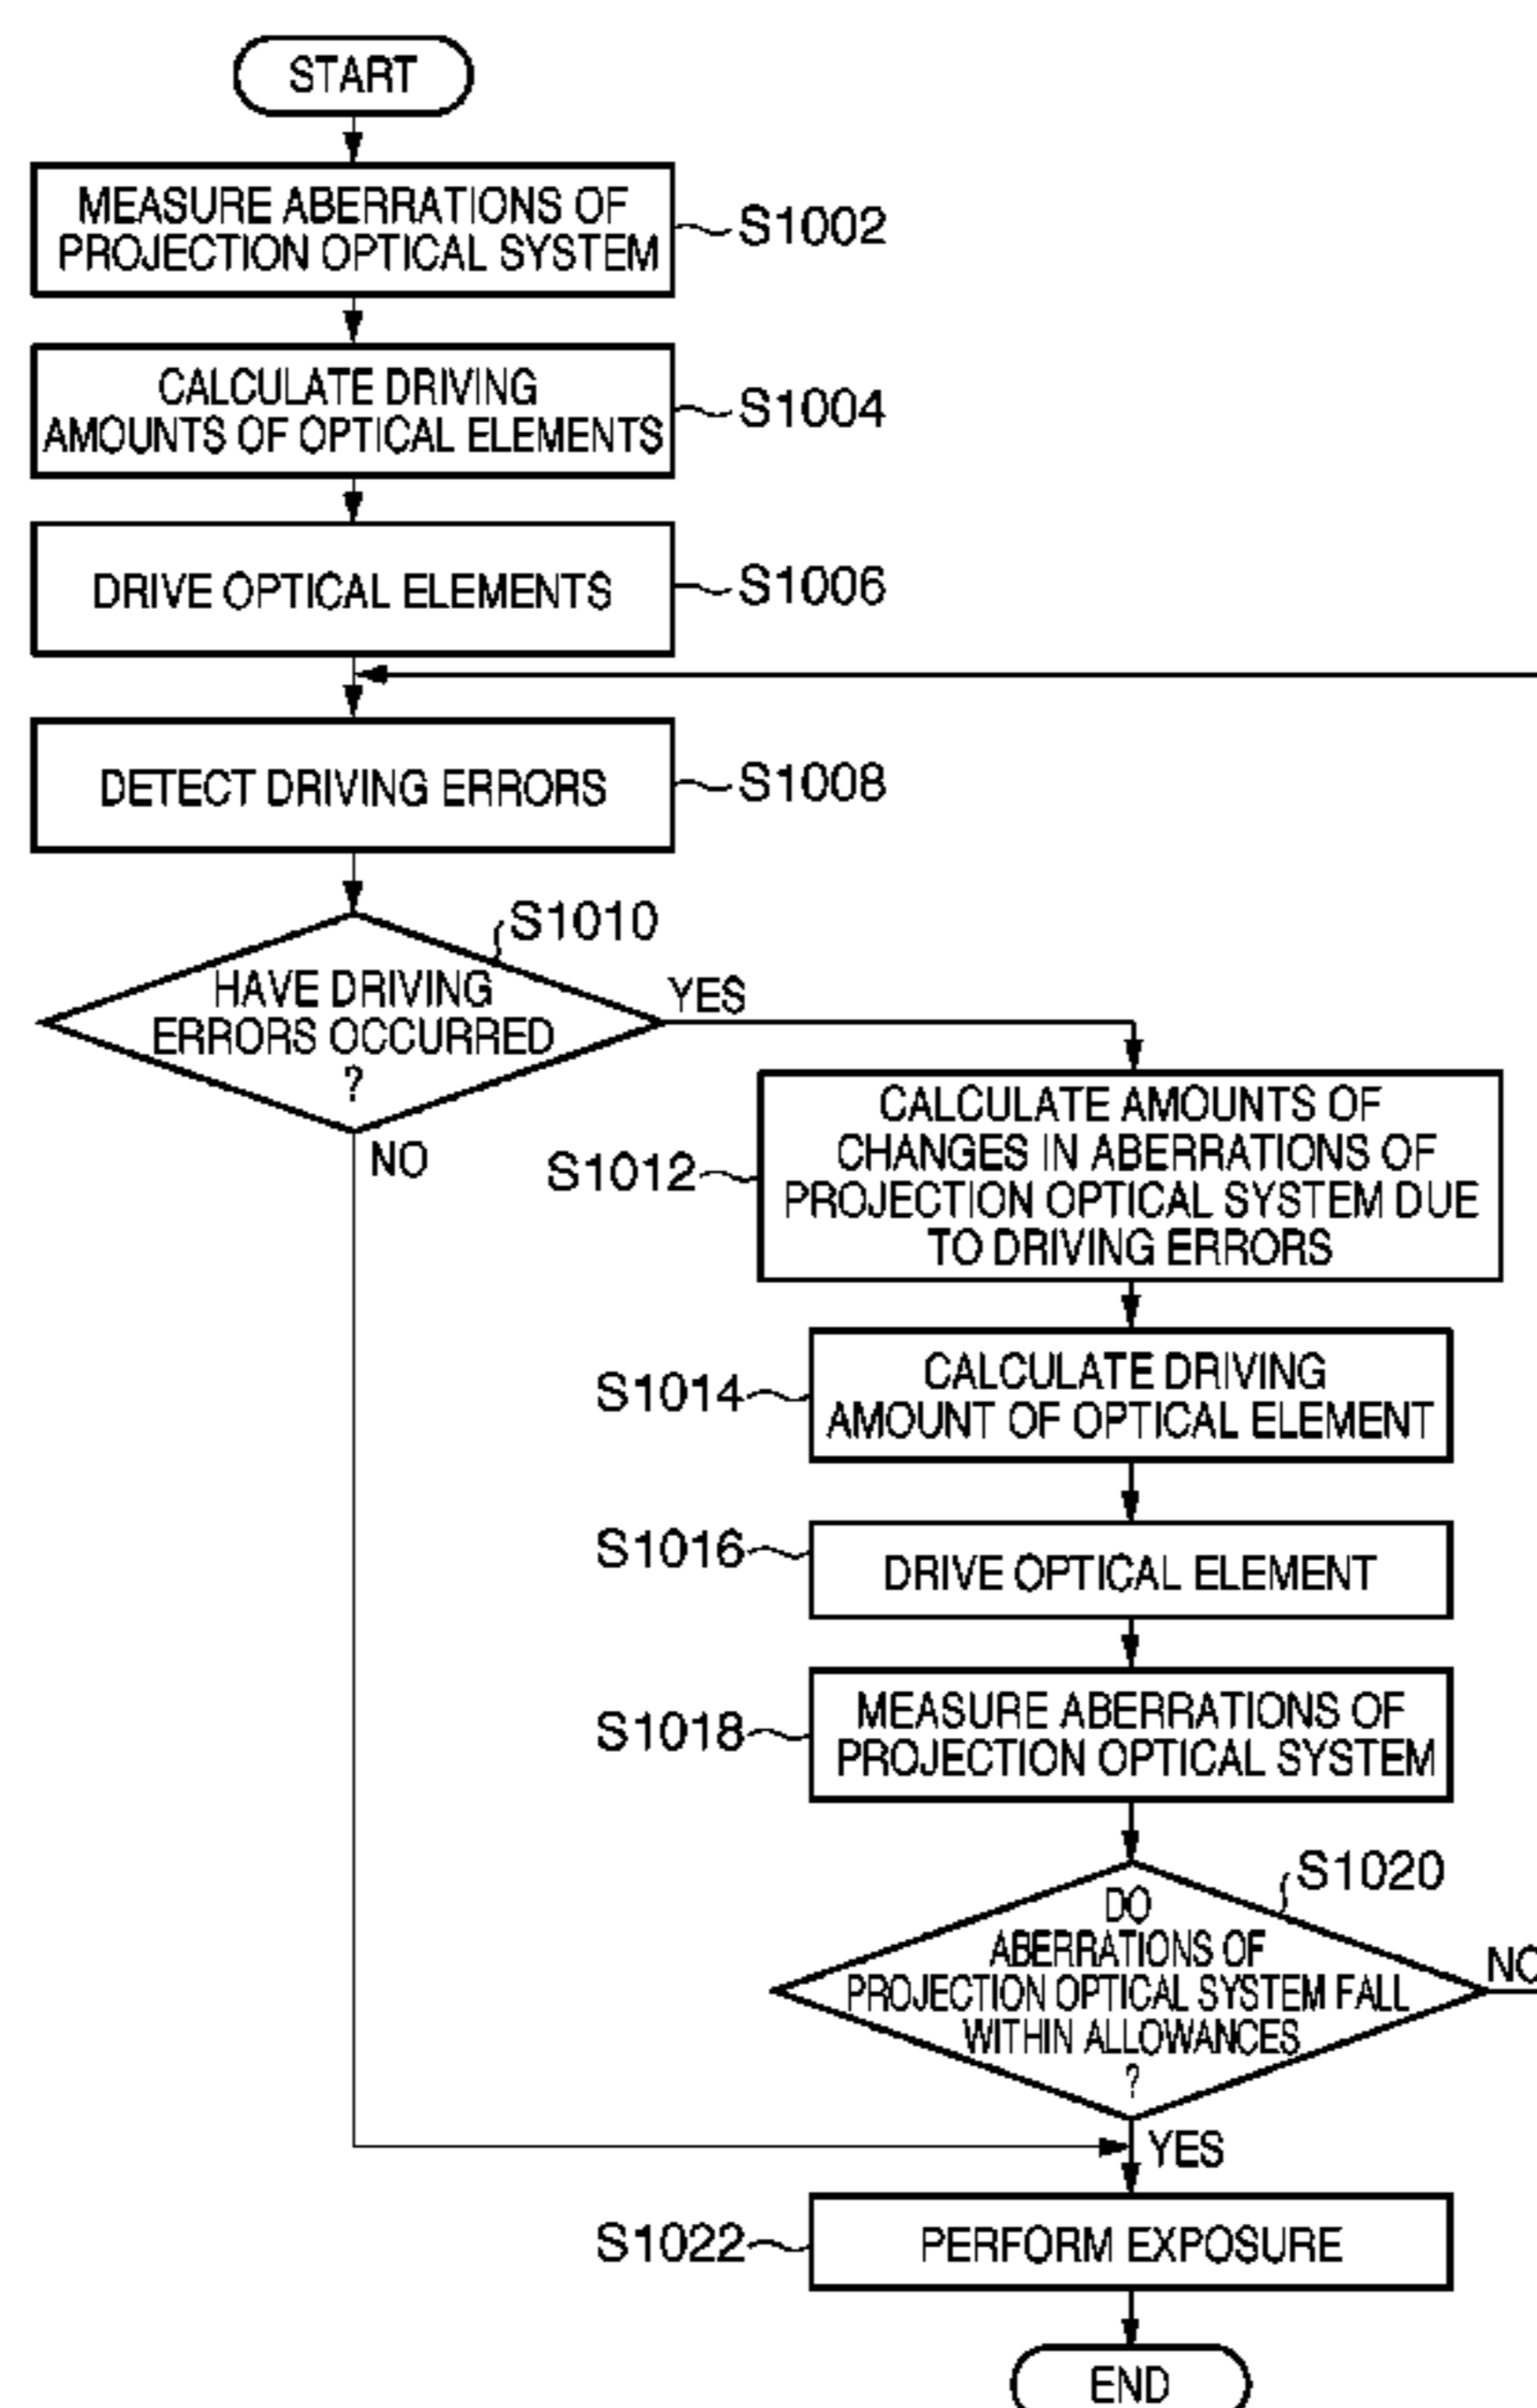 START
MEASURE ABERRATIONS OF
PROJECTION OPTICAL SYSTEM
S1002
CALCULATE DRIVING
AMOUNTS OF OPTICAL ELEMENTS
S1004
DRIVE OPTICAL ELEMENTS
S1006
DETECT DRIVING ERRORS
S1008
S1010
HAVE DRIVING
ERRORS OCCURRED
?
YES
NO
CALCULATE AMOUNTS OF
CHANGES IN ABERRATIONS OF
PROJECTION OPTICAL SYSTEM DUE
TO DRIVING ERRORS
S1012
S1014
CALCULATE DRIVING
AMOUNT OF OPTICAL ELEMENT
S1016
DRIVE OPTICAL ELEMENT
S1018
MEASURE ABERRATIONS OF
PROJECTION OPTICAL SYSTEM
S1020
DO
ABERRATIONS OF
PROJECTION OPTICAL SYSTEM FALL
WITHIN ALLOWANCES
?
NO
YES
S1022
PERFORM EXPOSURE
END